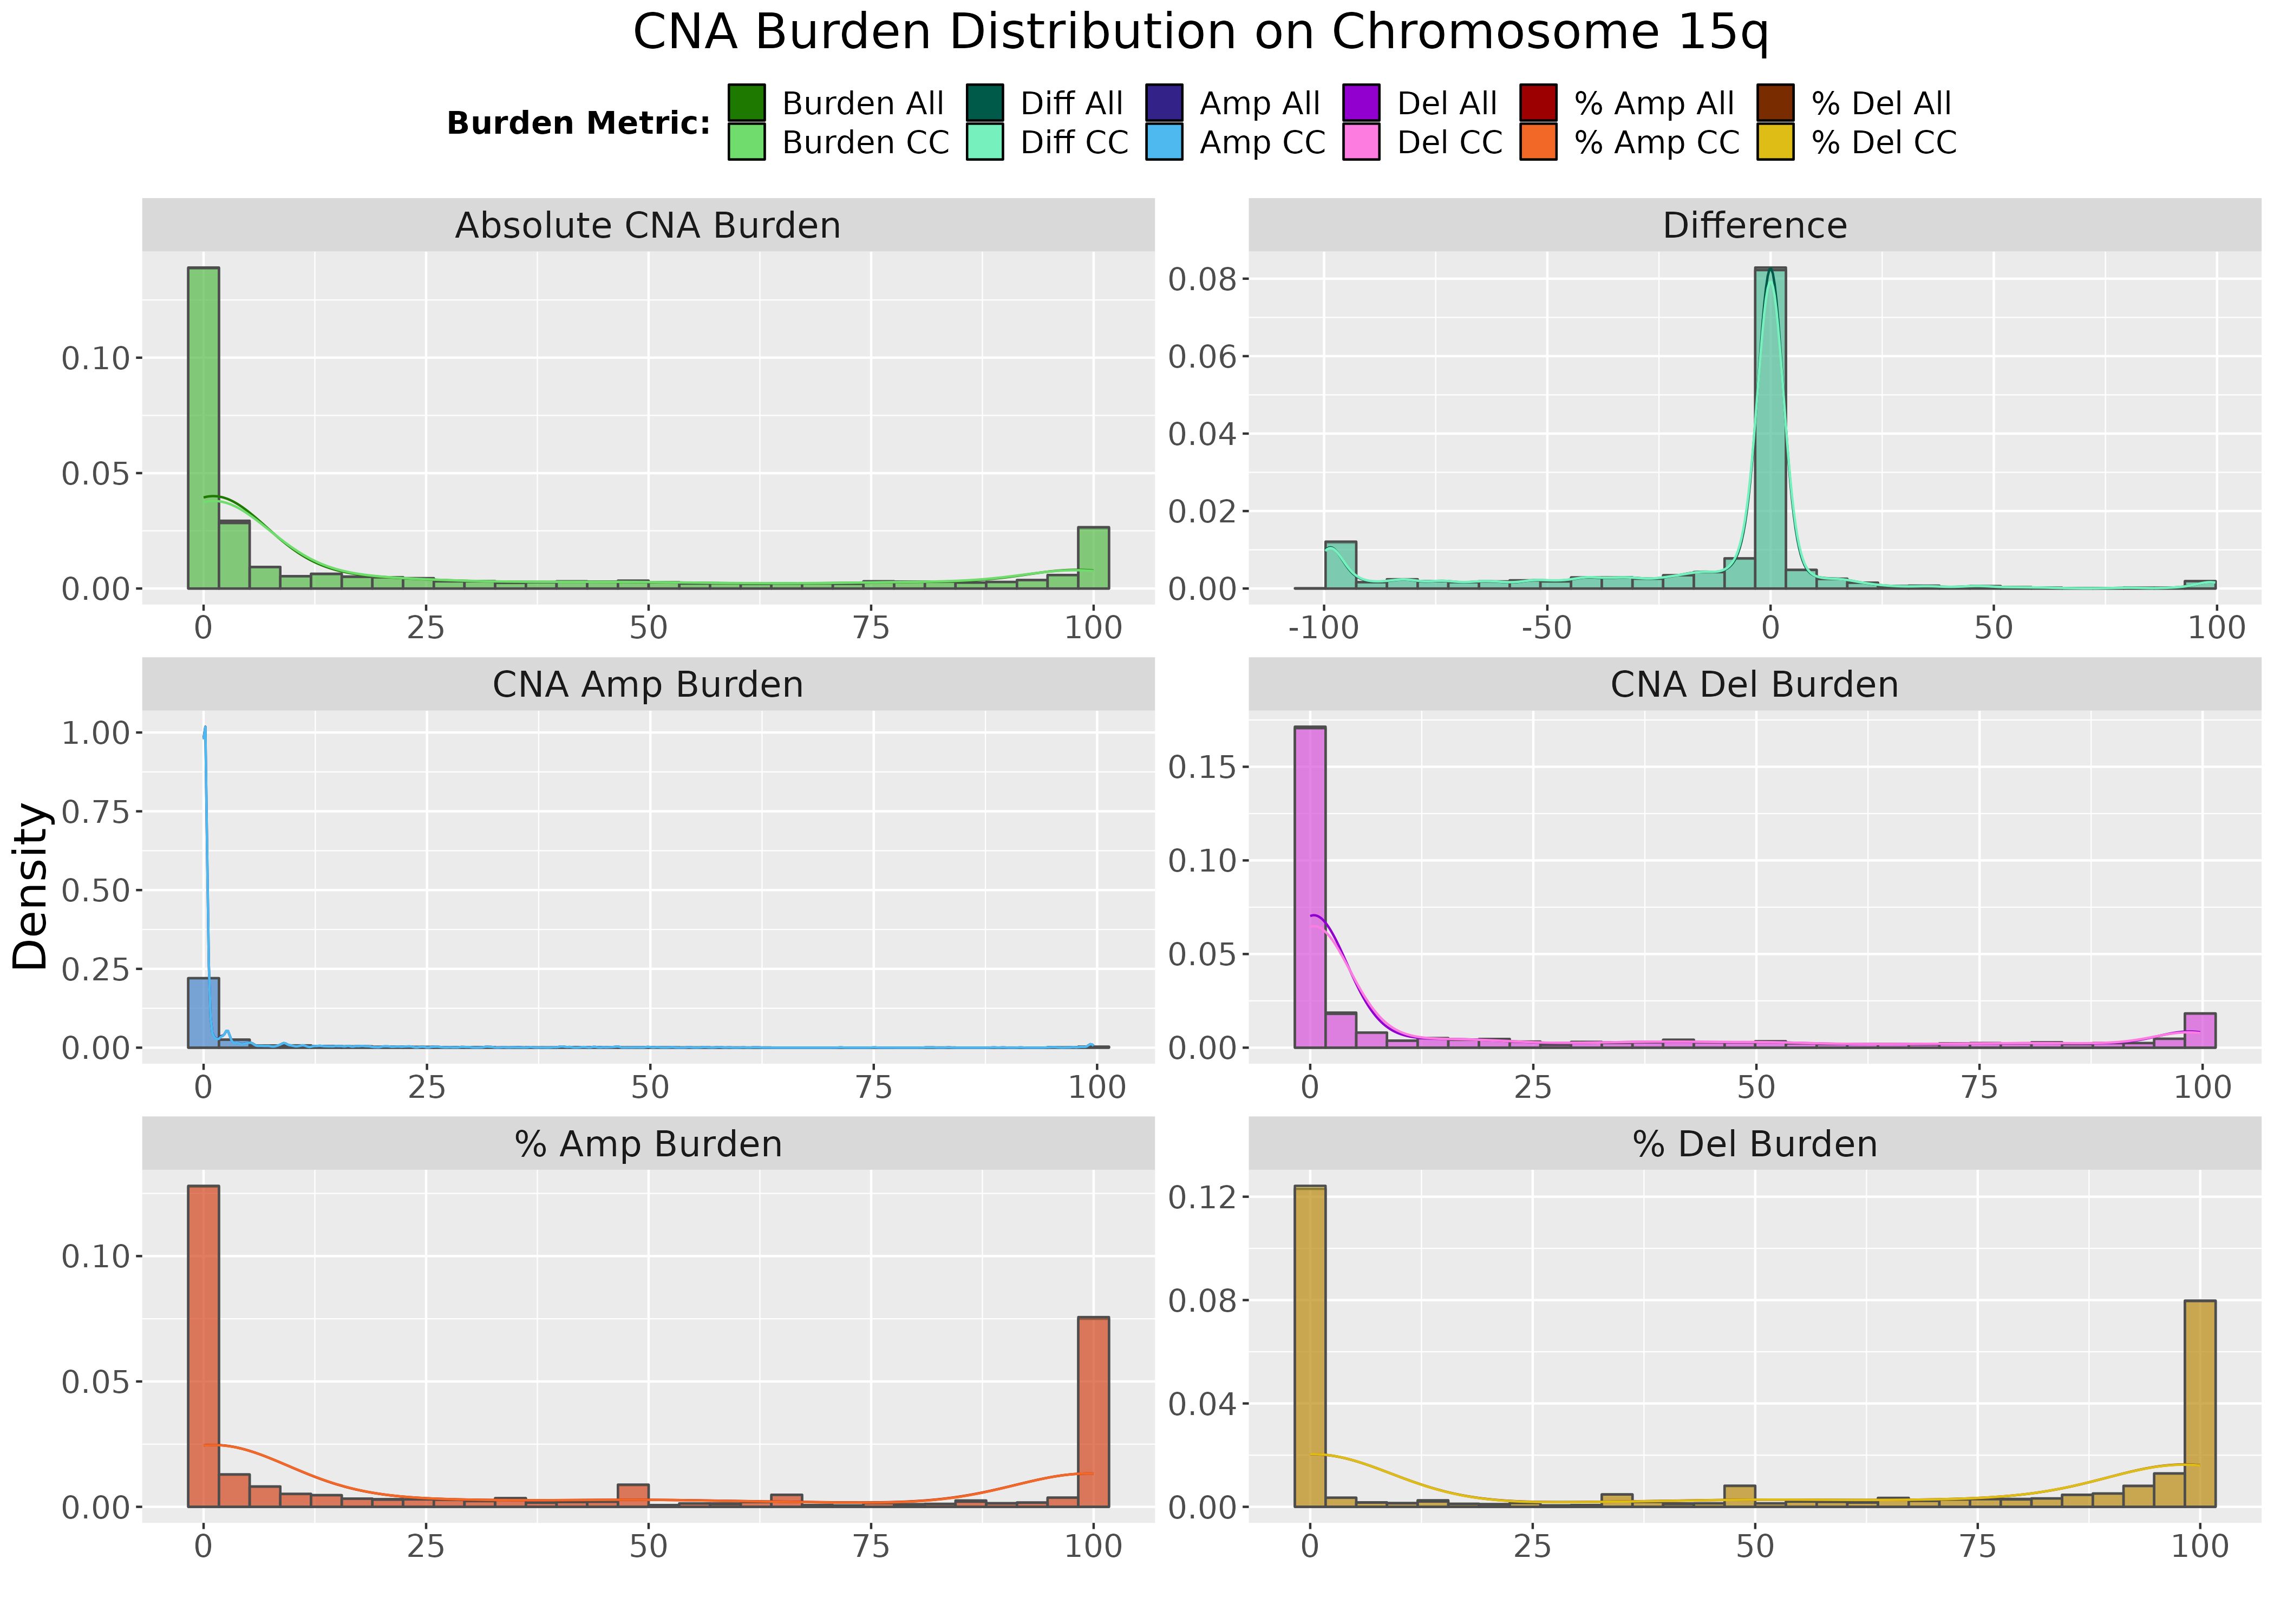 CNA Burden Distribution on Chromosome 15q
Burden Metric:
Burden All Diff All Amp All Del All % Amp All % Del All
Burden CC Diff CC Amp CC Del CC % Amp CC % Del CC
Absolute CNA Burden
0.10
0.05
0.00
0 25 50 75 100
Difference
0.08
0.06
0.04
0.02
0.00
-100 -50 0 50 100
Density
CNA Amp Burden
1.00
0.75
0.50
0.25
0.00
0 25 50 75 100
CNA Del Burden
0.15
0.10
0.05
0.00
0 25 50 75 100
% Amp Burden
0.10
0.05
0.00
0 25 50 75 100
% Del Burden
0.12
0.08
0.04
0.00
0 25 50 75 100